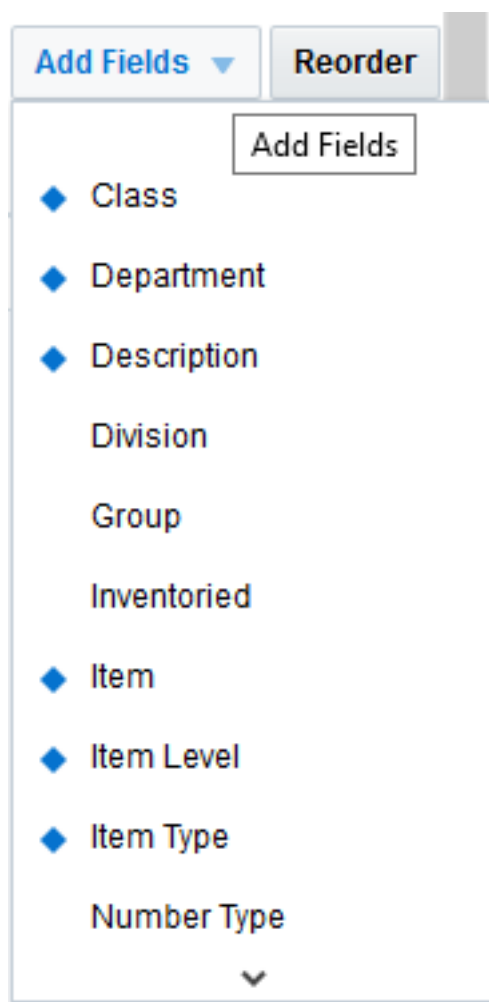 Add Fields Reorder
Add Fields
Class
Department
Description
Division
Group
Inventoried
Item
Item Level
Item Type
Number Type